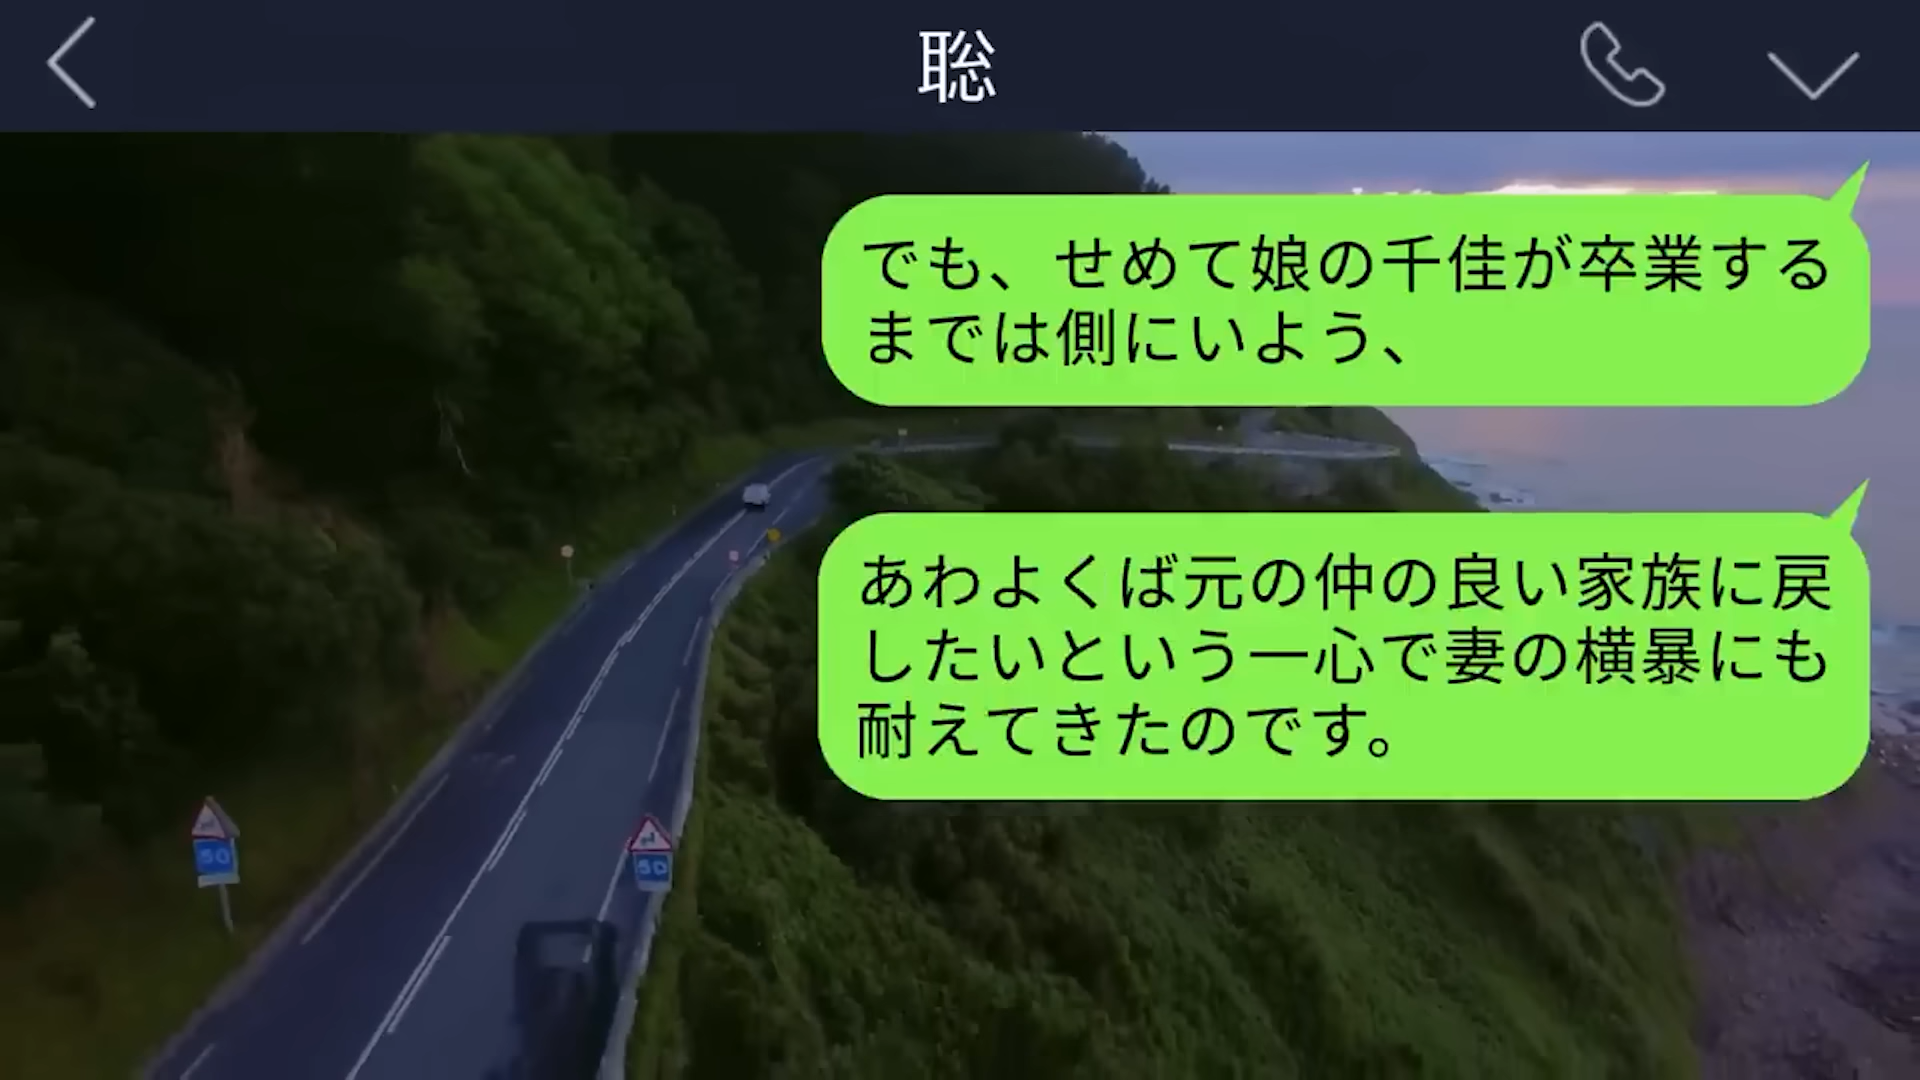 聡
でも、せめて娘の千佳が卒業する
までは側にいよう、
あわよくば元の仲の良い家族に戻
したいという一心で妻の横暴にも
耐えてきたのです。
50
50